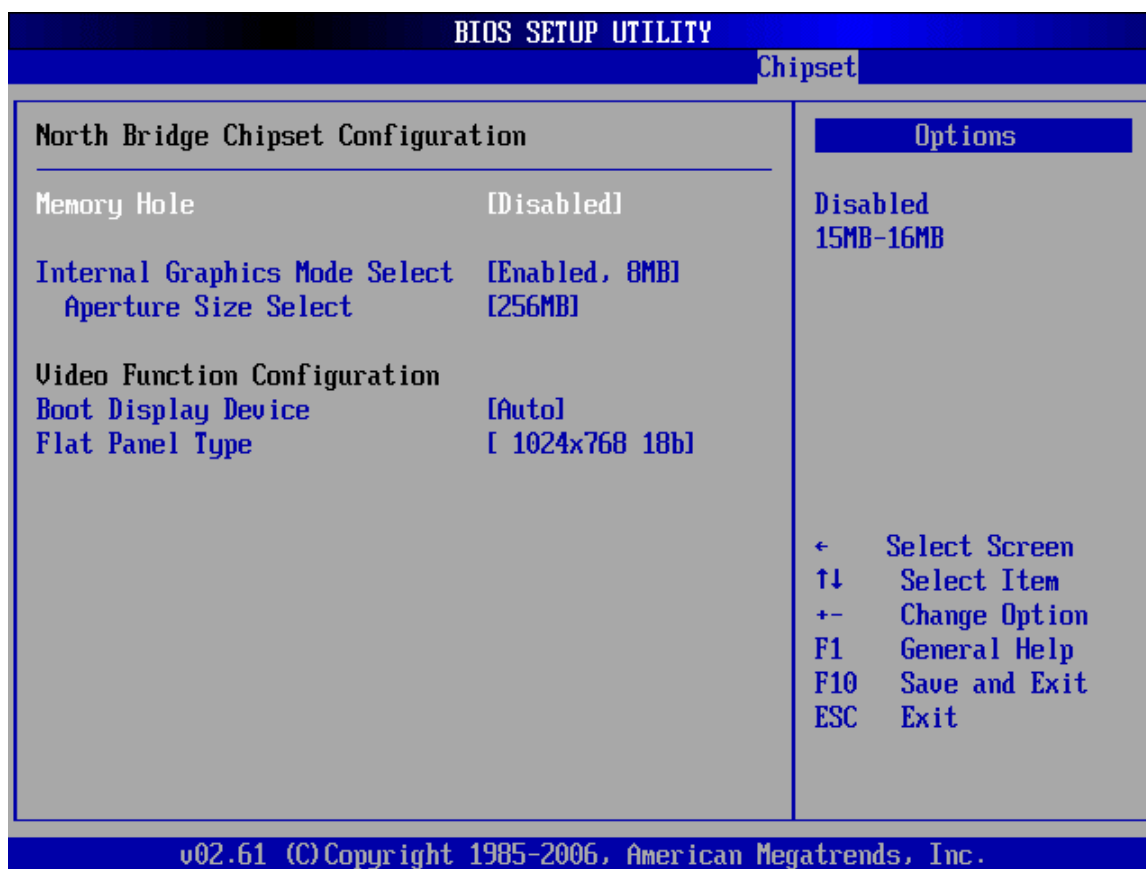 BIOS SETUP UTILITY
Chipset
North Bridge Chipset Configuration
Memory Hole [Disabled]
Internal Graphics Mode Select [Enabled, 8MB]
Aperture Size Select [256MB]
Video Function Configuration
Boot Display Device [Auto]
Flat Panel Type [ 1024x768 18b]
Options
Disabled
15MB-16MB
← Select Screen
↑↓ Select Item
+- Change Option
F1 General Help
F10 Save and Exit
ESC Exit
v02.61 (C)Copyright 1985-2006, American Megatrends, Inc.